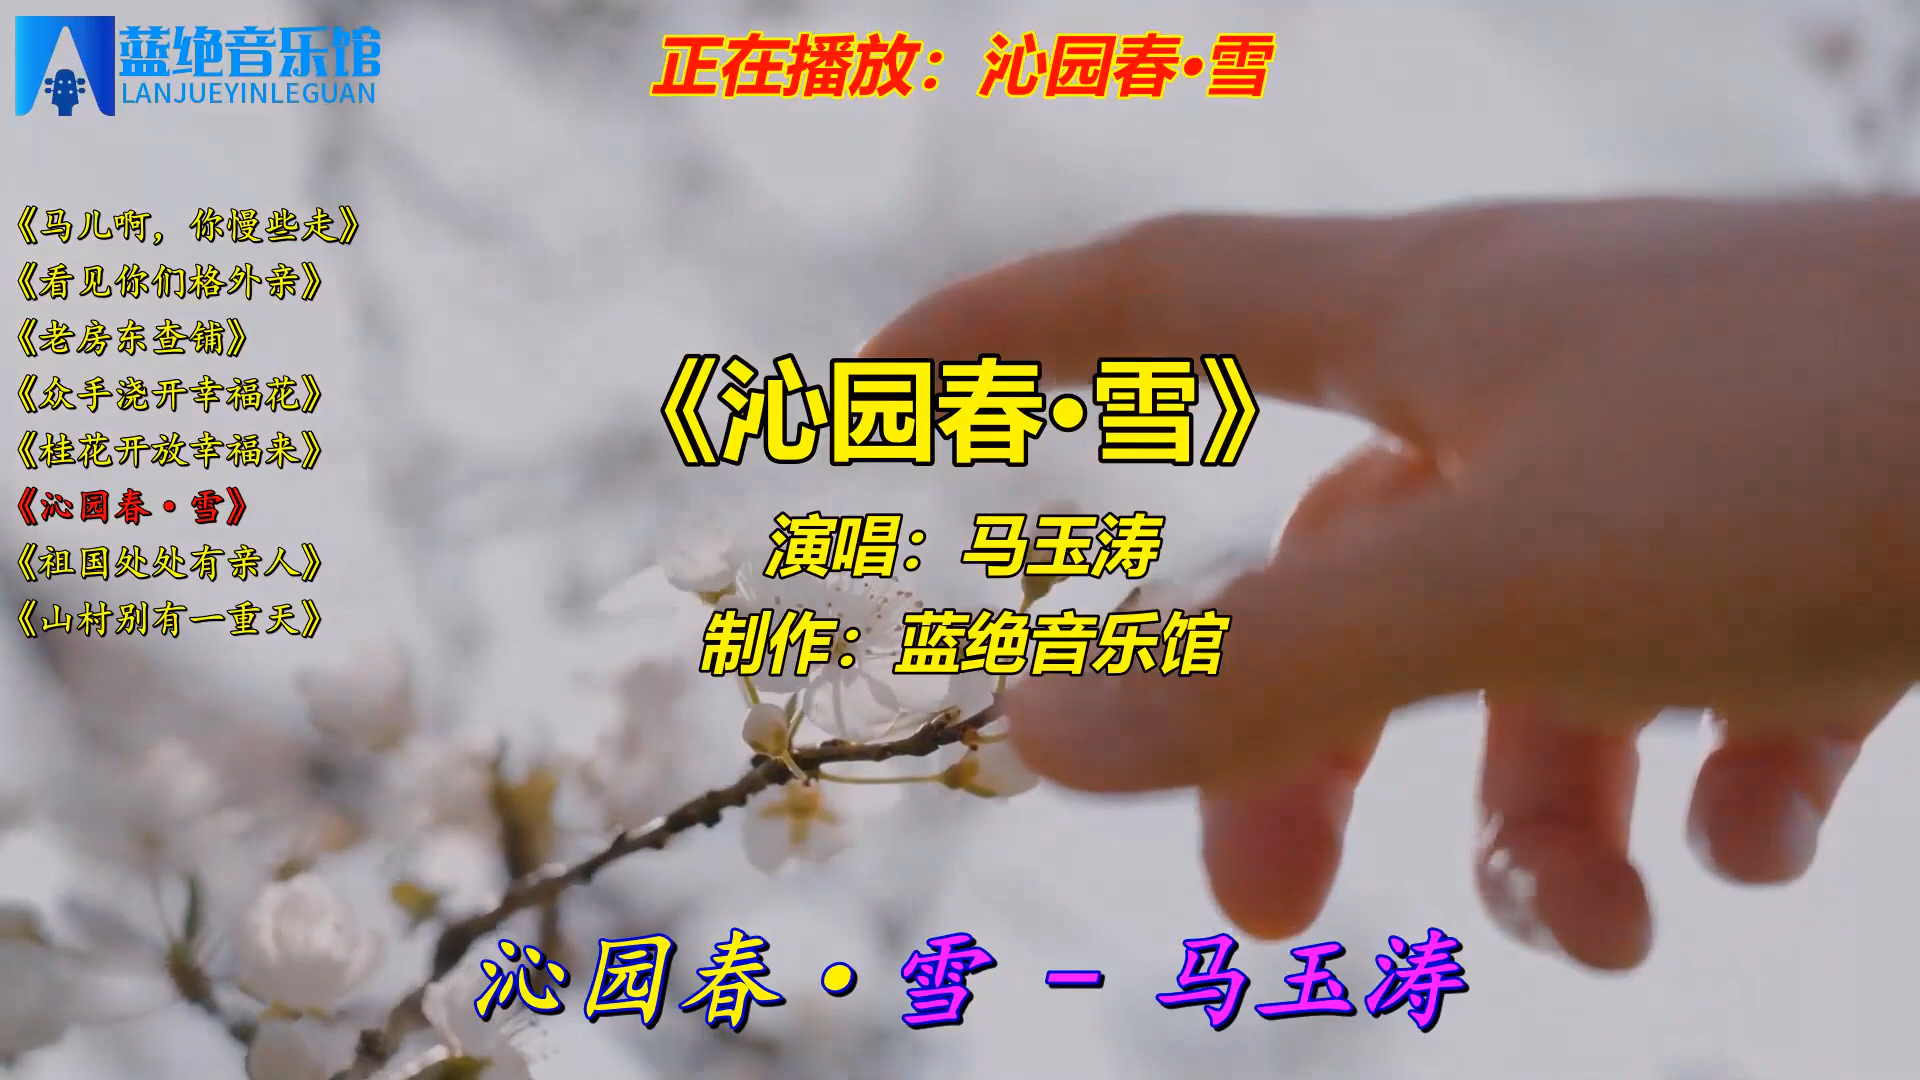 蓝绝音乐馆
LANJUEYINLEGUAN
正在播放：沁园春•雪
《马儿啊，你慢些走》
《看见你们格外亲》
《老房东查铺》
《众手浇开幸福花》
《桂花开放幸福来》
《沁园春·雪》
《祖国处处有亲人》
《山村别有一重天》
《沁园春•雪》
演唱：马玉涛
制作：蓝绝音乐馆
沁园春·雪 - 马玉涛